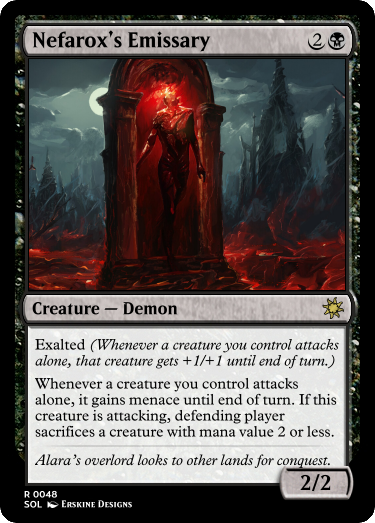 Nefarox's Emissary 2
Creature — Demon
Exalted (Whenever a creature you control attacks
alone, that creature gets +1/+1 until end of turn.)
Whenever a creature you control attacks
alone, it gains menace until end of turn. If this
creature is attacking, defending player
sacrifices a creature with mana value 2 or less.
Alara's overlord looks to other lands for conquest.
2/2
R 0048
SOL Erskine Designs